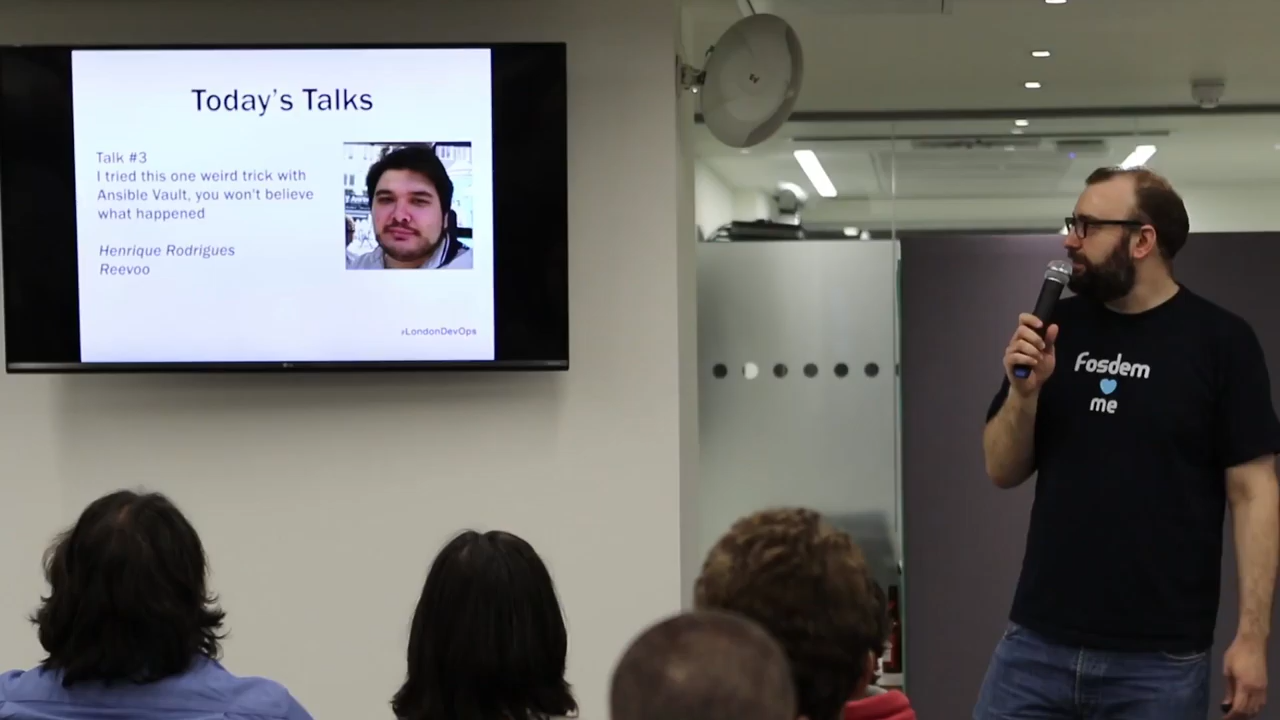 Today's Talks
Talk #3
I tried this one weird trick with
Ansible Vault, you won't believe
what happened
Henrique Rodrigues
Reevoo
#LondonDevOps
Fosdem
me